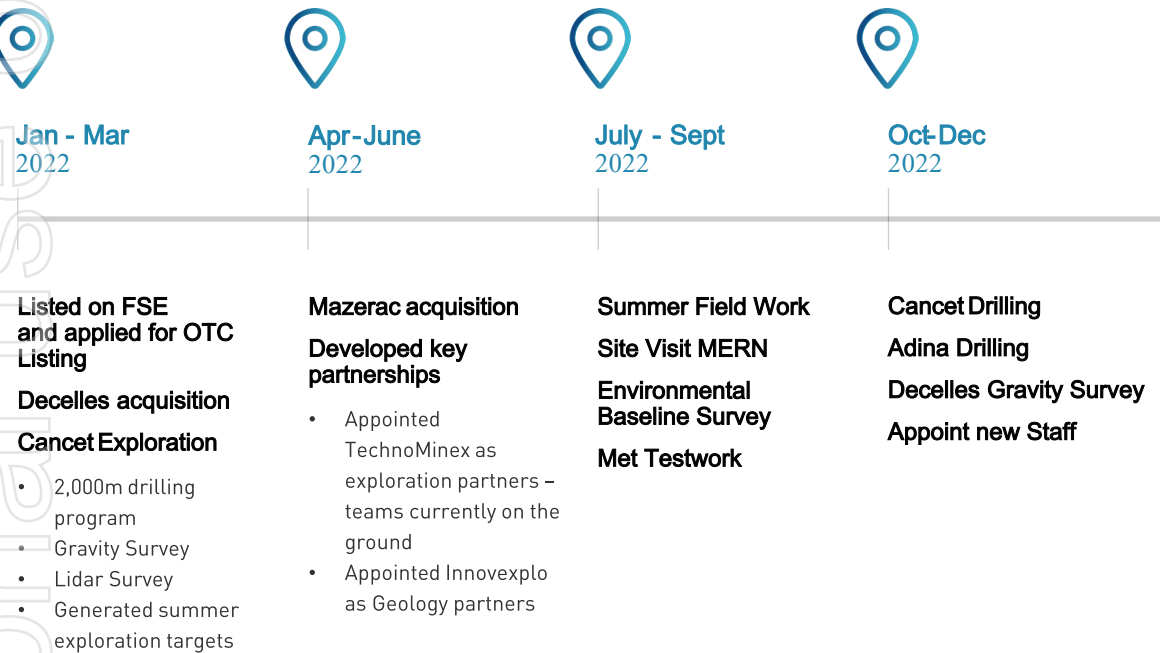 Jan - Mar
2022
Apr-June
2022
July - Sept
2022
Oct-Dec
2022
Listed on FSE
and applied for OTC
Listing
Decelles acquisition
Cancet Exploration
• 2,000m drilling
program
• Gravity Survey
• Lidar Survey
• Generated summer
exploration targets
Mazerac acquisition
Developed key
partnerships
• Appointed
TechnoMinex as
exploration partners –
teams currently on the
ground
• Appointed Innovexplo
as Geology partners
Summer Field Work
Site Visit MERN
Environmental
Baseline Survey
Met Testwork
Cancet Drilling
Adina Drilling
Decelles Gravity Survey
Appoint new Staff